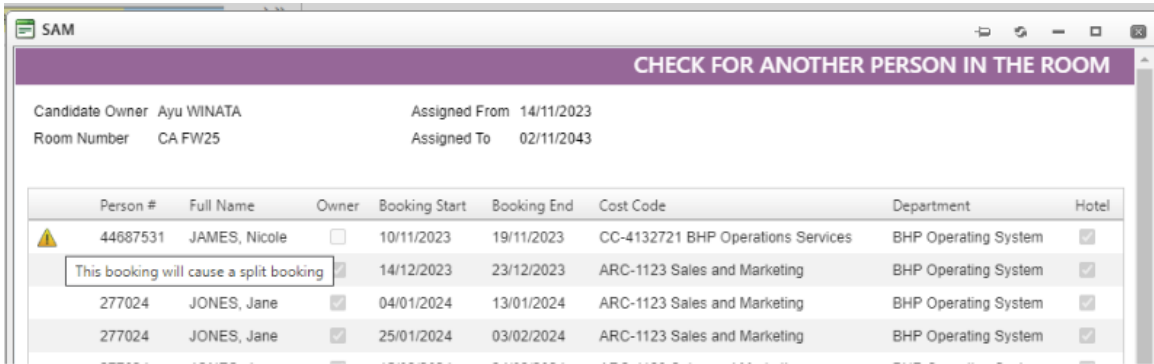 SAM
CHECK FOR ANOTHER PERSON IN THE ROOM
Candidate Owner Ayu WINATA Assigned From 14/11/2023
Room Number CA FW25 Assigned To 02/11/2043
Person # Full Name Owner Booking Start Booking End Cost Code Department Hotel
44687531 JAMES, Nicole 10/11/2023 19/11/2023 CC-4132721 BHP Operations Services BHP Operating System
This booking will cause a split booking 14/12/2023 23/12/2023 ARC-1123 Sales and Marketing BHP Operating System
277024 JONES, Jane 04/01/2024 13/01/2024 ARC-1123 Sales and Marketing BHP Operating System
277024 JONES, Jane 25/01/2024 03/02/2024 ARC-1123 Sales and Marketing BHP Operating System